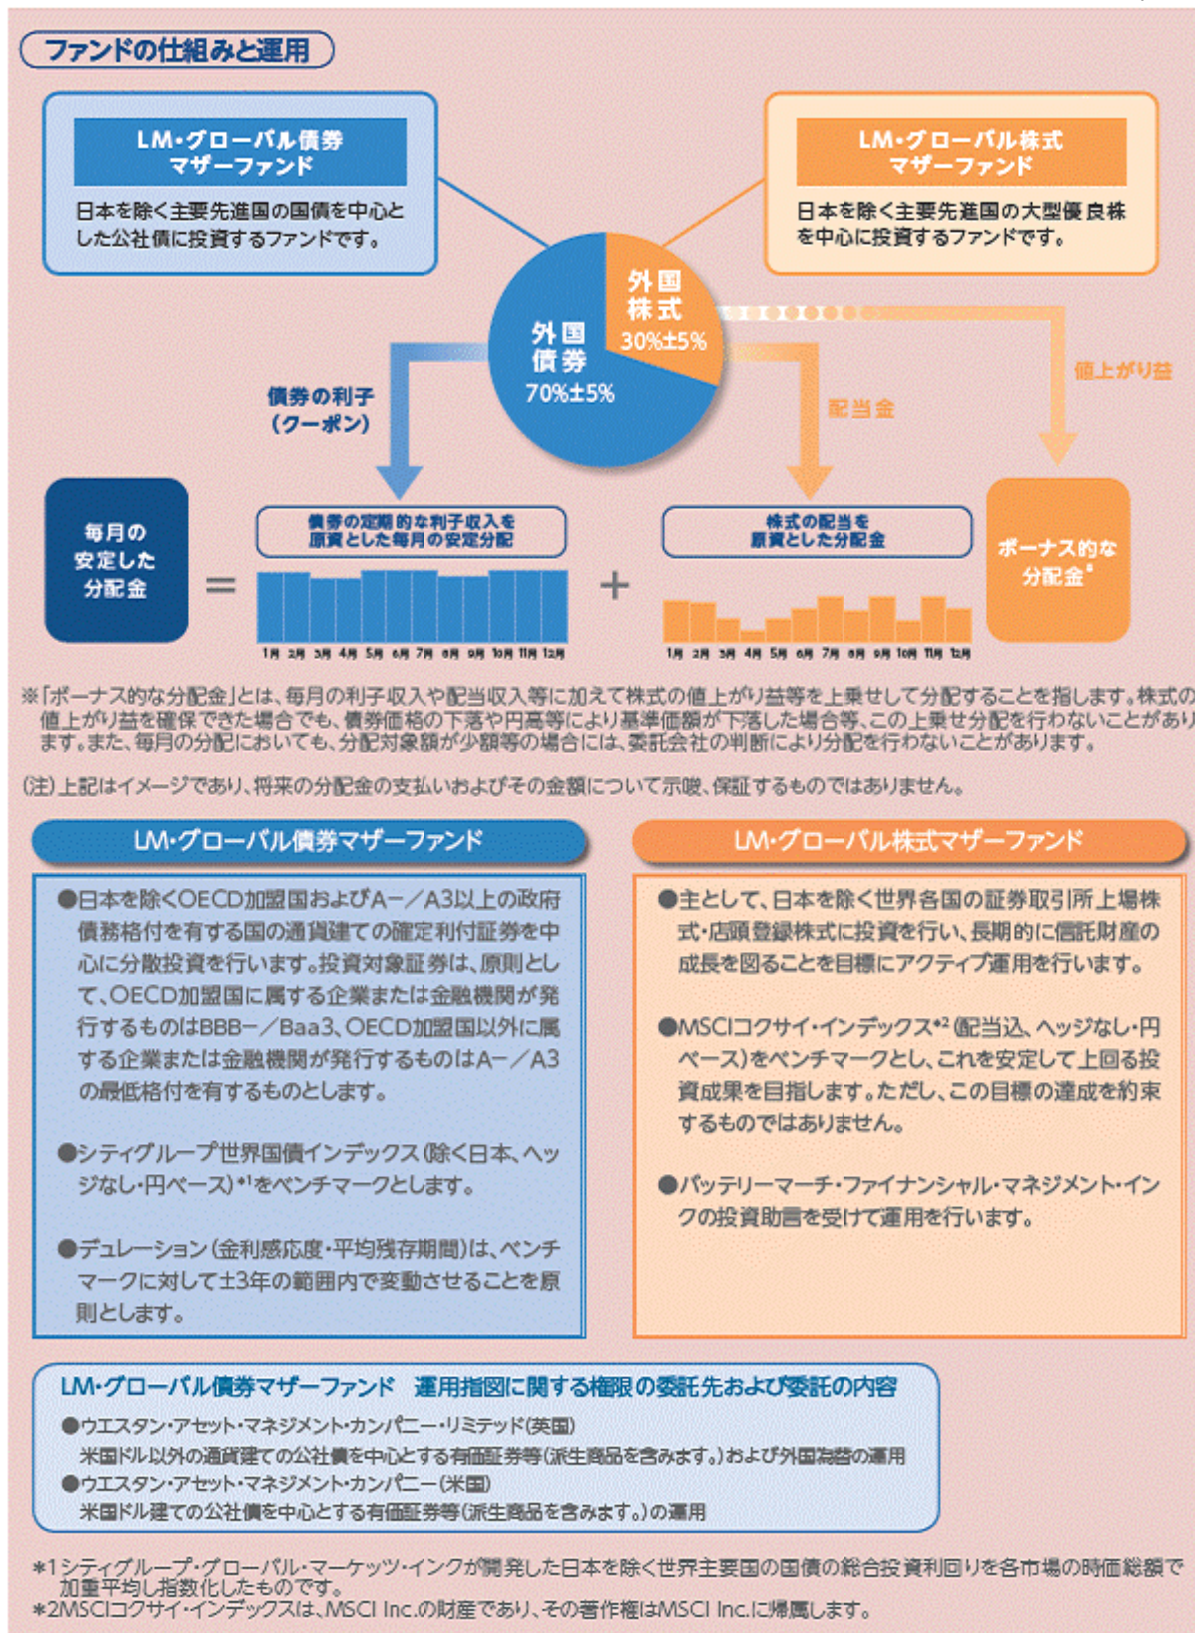 ファンドの仕組みと運用
LM・グローバル債券
マザーファンド
日本を除く主要先進国の国債を中心と
した公社債に投資するファンドです。
LM・グローバル株式
マザーファンド
日本を除く主要先進国の大型優良株
を中心に投資するファンドです。
外国
株式
30%±5%
外国
債券
70%±5%
債券の利子
(クーポン)
配当金
値上がり益
毎月の
安定した
分配金
=
債券の定期的な利子収入を
原資とした毎月の安定分配
1月 2月 3月 4月 5月 6月 7月 8月 9月 10月 11月 12月
+
株式の配当を
原資とした分配金
1月 2月 3月 4月 5月 6月 7月 8月 9月 10月 11月 12月
ボーナス的な
分配金※
※「ボーナス的な分配金」とは、毎月の利子収入や配当収入等に加えて株式の値上がり益等を上乗せして分配することを指します。株式の
値上がり益を確保できた場合でも、債券価格の下落や円高等により基準価額が下落した場合等、この上乗せ分配を行わないことがあり
ます。また、毎月の分配においても、分配対象額が少額等の場合には、委託会社の判断により分配を行わないことがあります。
(注)上記はイメージであり、将来の分配金の支払いおよびその金額について示唆、保証するものではありません。
LM・グローバル債券マザーファンド
●日本を除くOECD加盟国およびA−／A3以上の政府
債務格付を有する国の通貨建ての確定利付証券を中
心に分散投資を行います。投資対象証券は、原則とし
て、OECD加盟国に属する企業または金融機関が発
行するものはBBB−／Baa3、OECD加盟国以外に属
する企業または金融機関が発行するものはA−／A3
の最低格付を有するものとします。
●シティグループ世界国債インデックス(除く日本、ヘッ
ジなし・円ベース)*1をベンチマークとします。
●デュレーション(金利感応度・平均残存期間)は、ベンチ
マークに対して±3年の範囲内で変動させることを原
則とします。
LM・グローバル株式マザーファンド
●主として、日本を除く世界各国の証券取引所上場株
式・店頭登録株式に投資を行い、長期的に信託財産の
成長を図ることを目標にアクティブ運用を行います。
●MSCIコクサイ・インデックス*2(配当込、ヘッジなし・円
ベース)をベンチマークとし、これを安定して上回る投
資成果を目指します。ただし、この目標の達成を約束
するものではありません。
●バッテリーマーチ・ファイナンシャル・マネジメント・イン
クの投資助言を受けて運用を行います。
LM・グローバル債券マザーファンド　運用指図に関する権限の委託先および委託の内容
●ウエスタン・アセット・マネジメント・カンパニー・リミテッド(英国)
米国ドル以外の通貨建ての公社債を中心とする有価証券等(派生商品を含みます。)および外国為替の運用
●ウエスタン・アセット・マネジメント・カンパニー(米国)
米国ドル建ての公社債を中心とする有価証券等(派生商品を含みます。)の運用
*1シティグループ・グローバル・マーケッツ・インクが開発した日本を除く世界主要国の国債の総合投資利回りを各市場の時価総額で
加重平均し指数化したものです。
*2MSCIコクサイ・インデックスは、MSCI Inc.の財産であり、その著作権はMSCI Inc.に帰属します。